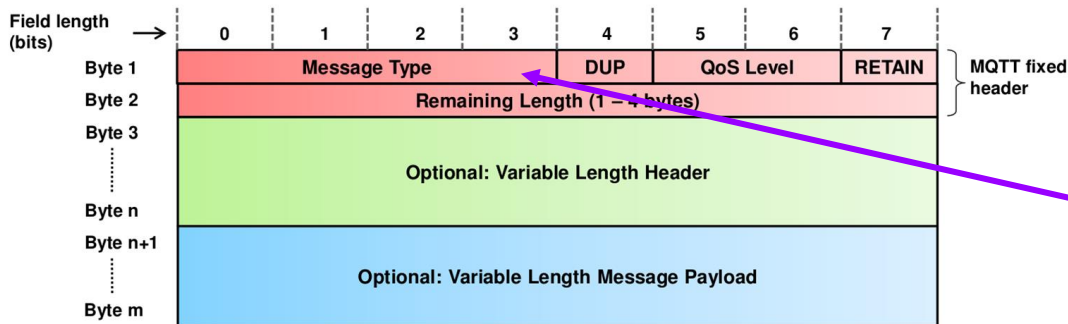 Field length
(bits)
0 1 2 3 4 5 6 7
Byte 1
Message Type
DUP
QoS Level
RETAIN
MQTT fixed
header
Byte 2
Remaining Length (1 – 4 bytes)
Byte 3
Optional: Variable Length Header
Byte n
Byte n+1
Optional: Variable Length Message Payload
Byte m